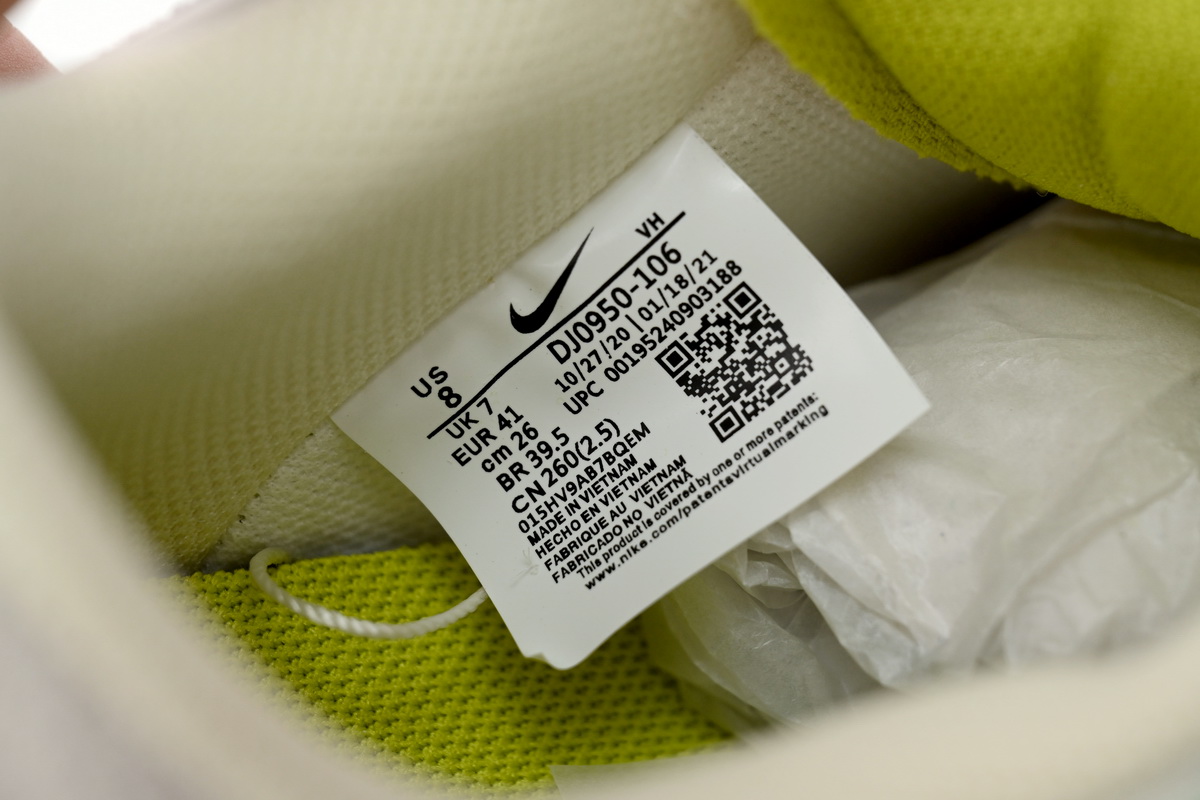 VH
US
8
DJ0950-106
UK 7
10/27/20 | 01/18/21
EUR 41
UPC 00195240903188
cm 26
BR 39.5
CN 260(2.5)
015HV9AB7BQEM
MADE IN VIETNAM
HECHO EN VIETNAM
FABRIQUE AU VIETNAM
FABRICADO NO VIETNÃ
This product is covered by one or more patents:
www.nike.com/patentsvirtualmarking